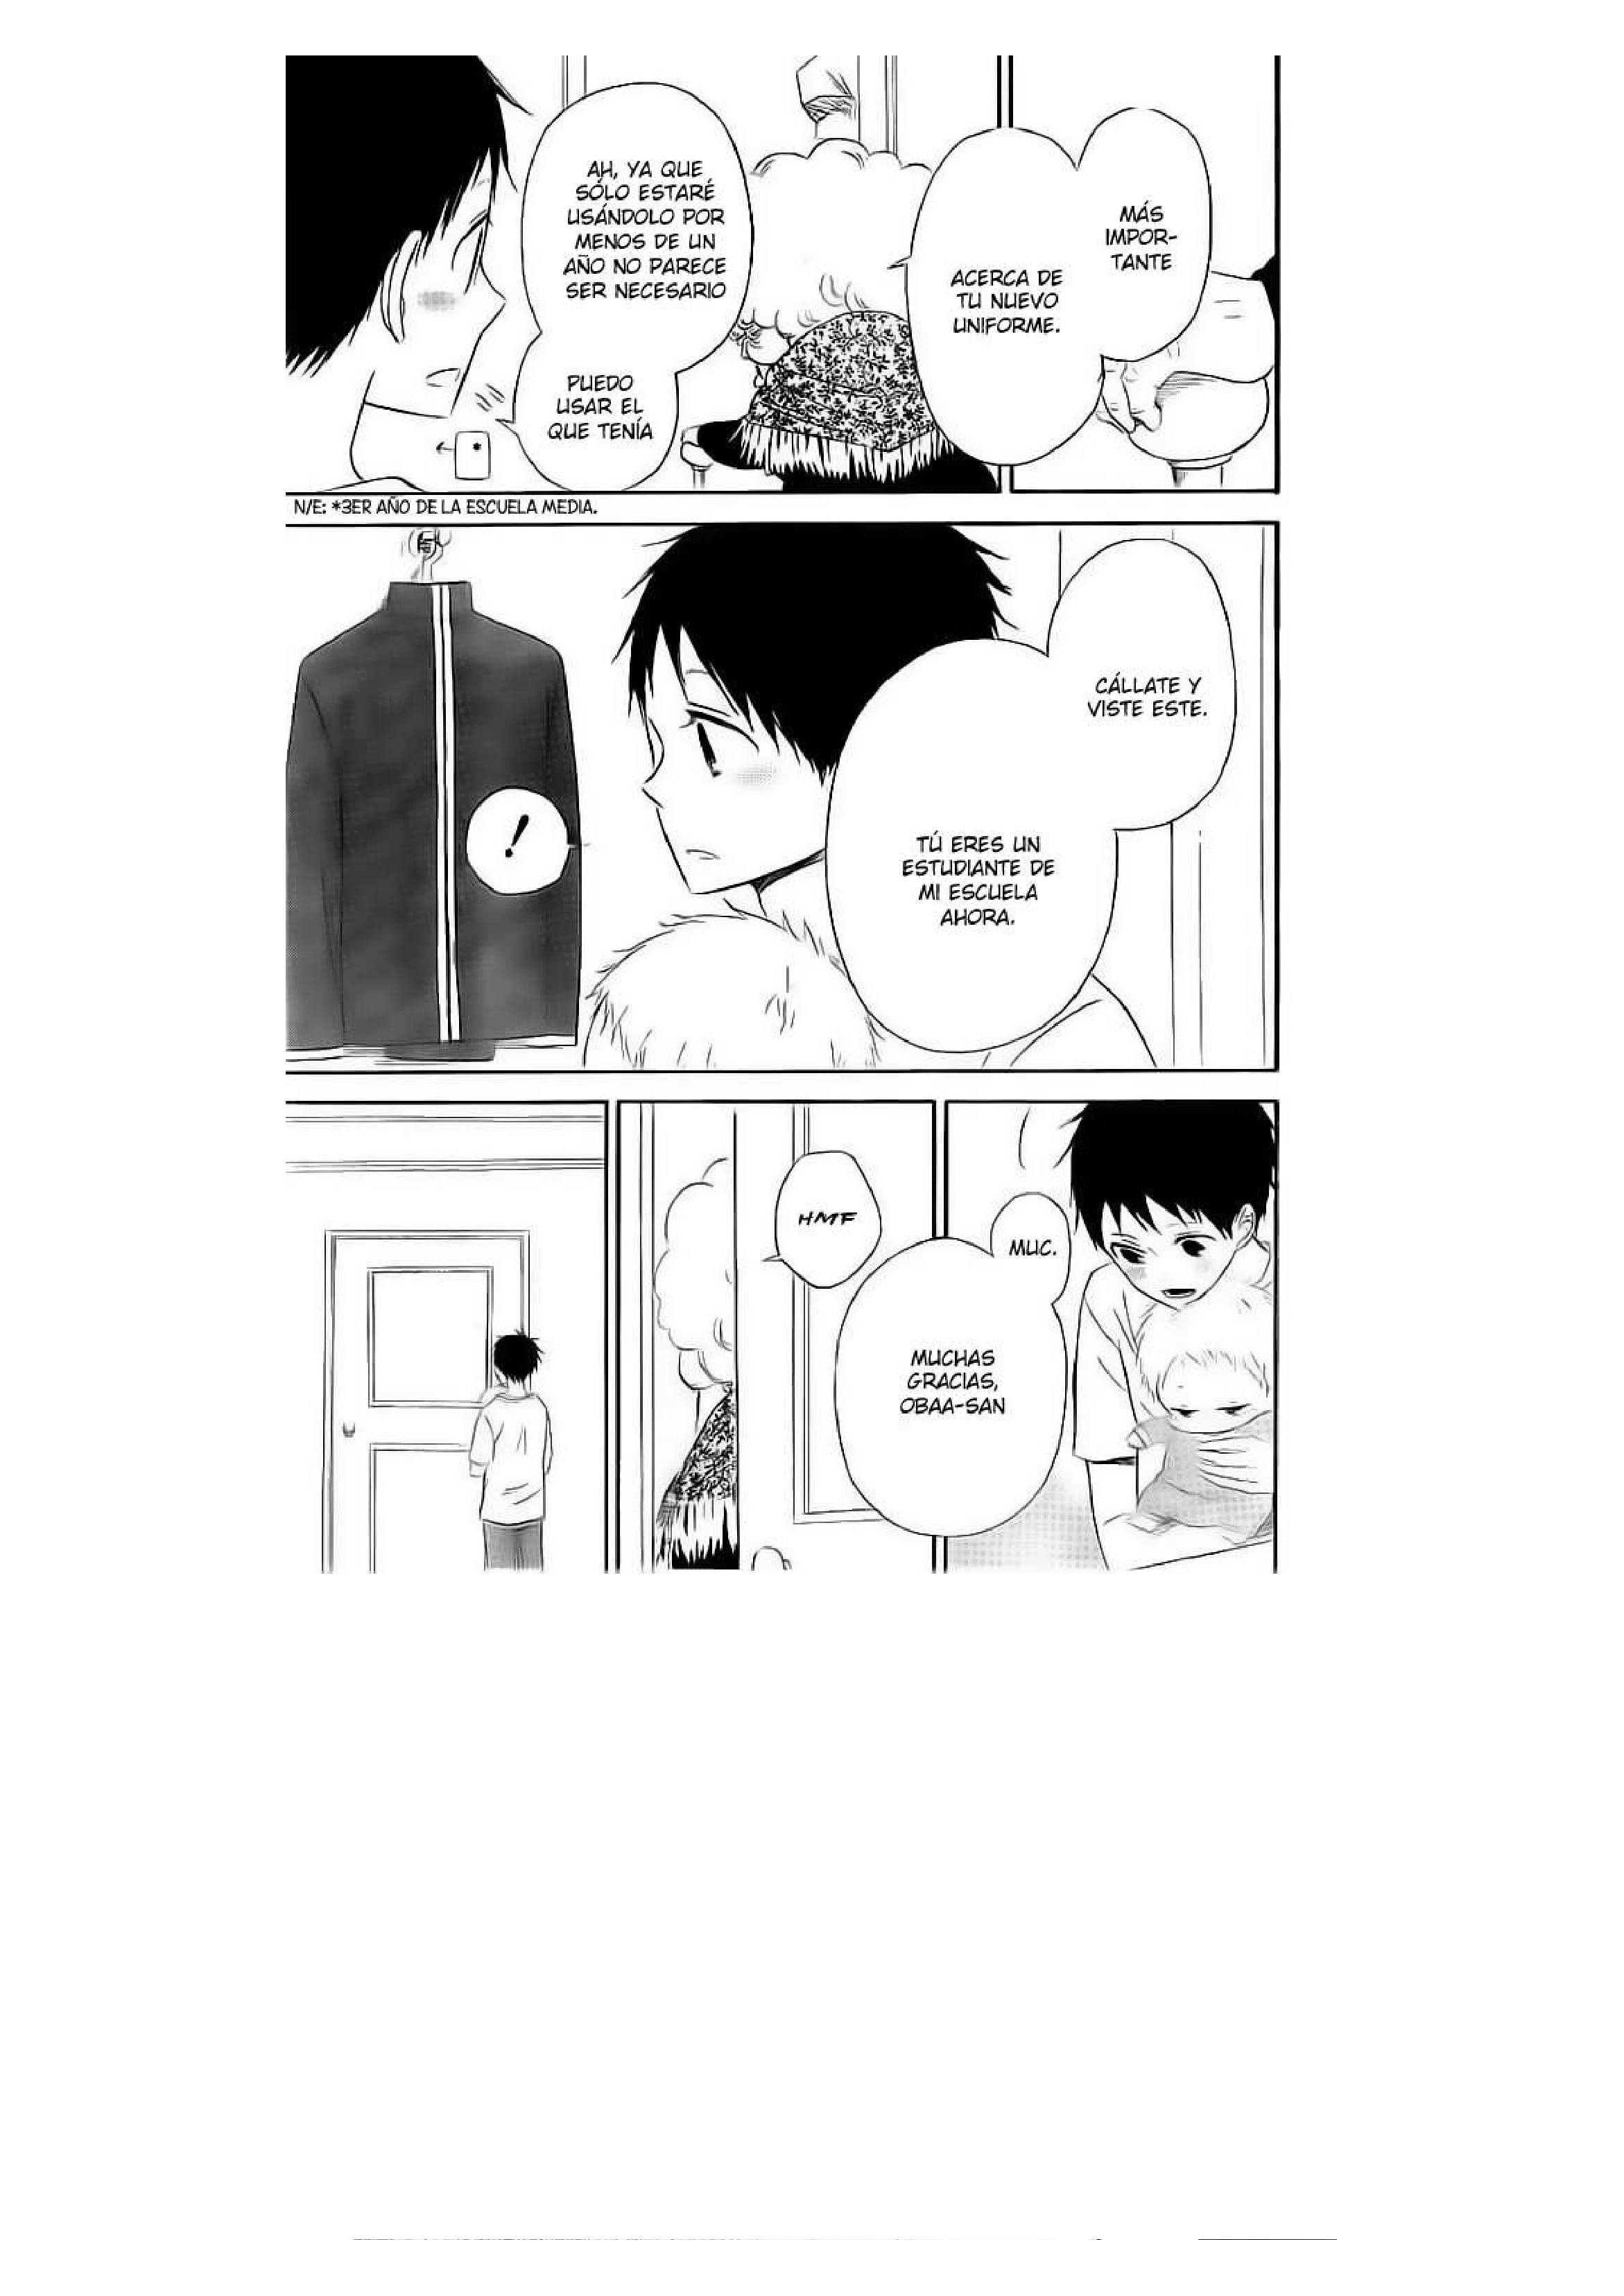 MÁS
IMPOR-
TANTE
ACERCA DE
TU NUEVO
UNIFORME.
AH, YA QUE
SÓLO ESTARÉ
USÁNDOLO POR
MENOS DE UN
AÑO NO PARECE
SER NECESARIO
PUEDO
USAR EL
QUE TENÍA
*
N/E: *3ER AÑO DE LA ESCUELA MEDIA.
CÁLLATE Y
VISTE ESTE.
TÚ ERES UN
ESTUDIANTE DE
MI ESCUELA
AHORA.
!
MUC.
MUCHAS
GRACIAS,
OBAA-SAN
HMF